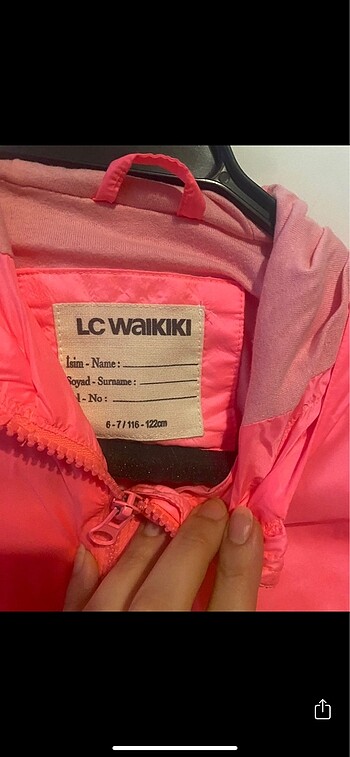 LC WAIKIKI
İsim - Name :
Soyad - Surname :
- No :
6 - 7 / 116 - 122cm